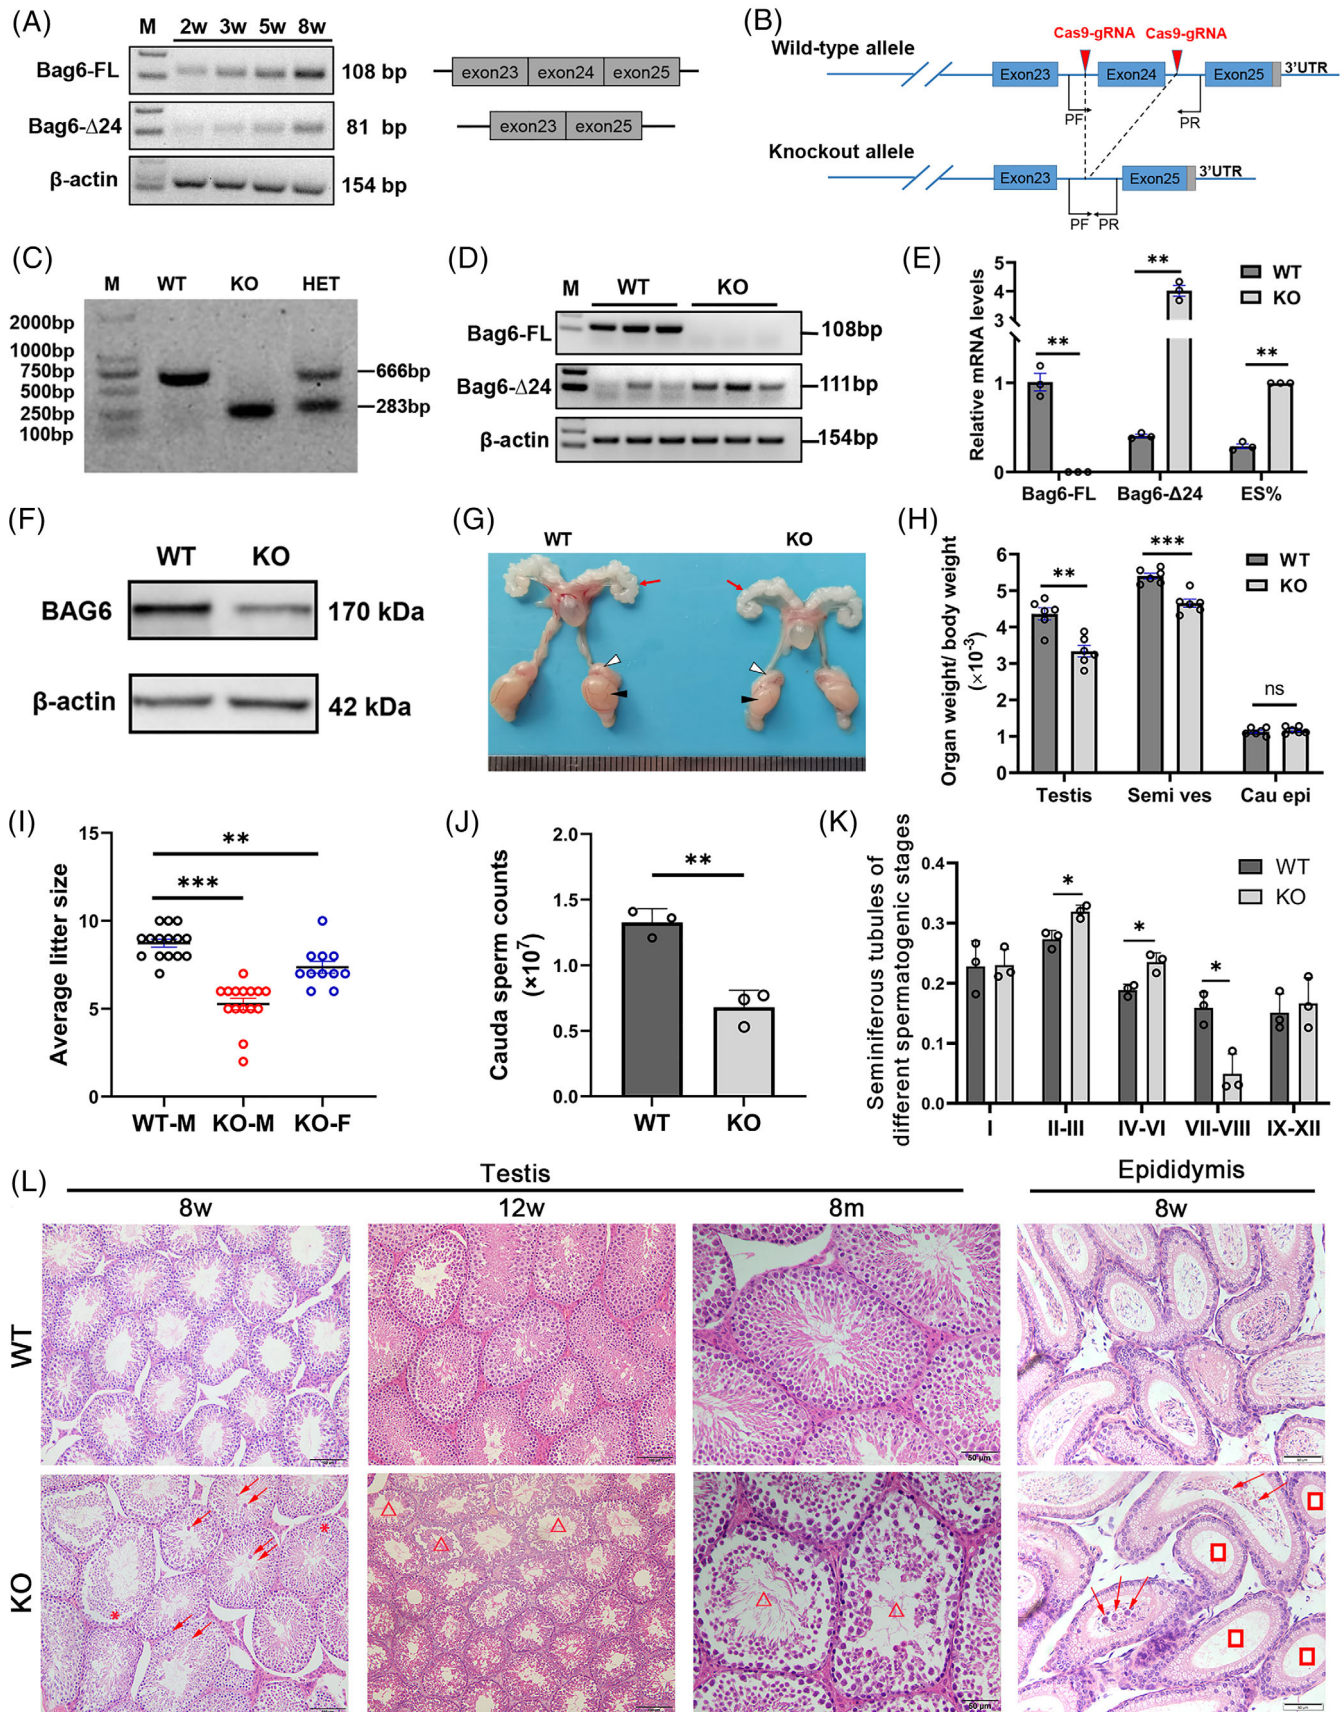 (A)
M 2w 3w 5w 8w
Bag6-FL 108 bp
Bag6-Δ24 81 bp
β-actin 154 bp
exon23 exon24 exon25
exon23 exon25
(B)
Cas9-gRNA Cas9-gRNA
Wild-type allele
Exon23 Exon24 Exon25 3'UTR
PF PR
Knockout allele
Exon23 Exon25 3'UTR
PF PR
(C)
M WT KO HET
2000bp
1000bp
750bp
500bp
250bp
100bp
666bp
283bp
(D)
M WT KO
Bag6-FL 108bp
Bag6-Δ24 111bp
β-actin 154bp
(E)
Relative mRNA levels
5
4
3
1
0
** ** **
WT
KO
Bag6-FL Bag6-Δ24 ES%
(F)
WT KO
BAG6 170 kDa
β-actin 42 kDa
(G)
WT KO
(H)
Organ weight/ body weight
(×10-3)
6
5
4
3
2
1
0
** *** ns
WT
KO
Testis Semi ves Cau epi
(I)
Average litter size
15
10
5
0
**
***
WT-M KO-M KO-F
(J)
Cauda sperm counts
(×10⁷)
2.0
1.5
1.0
0.5
0.0
**
WT KO
(K)
Seminiferous tubules of
different spermatogenic stages
0.4
0.3
0.2
0.1
0.0
* * *
WT
KO
I II-III IV-VI VII-VIII IX-XII
(L)
Testis Epididymis
8w 12w 8m 8w
WT
50 μm
KO
* *
50 μm